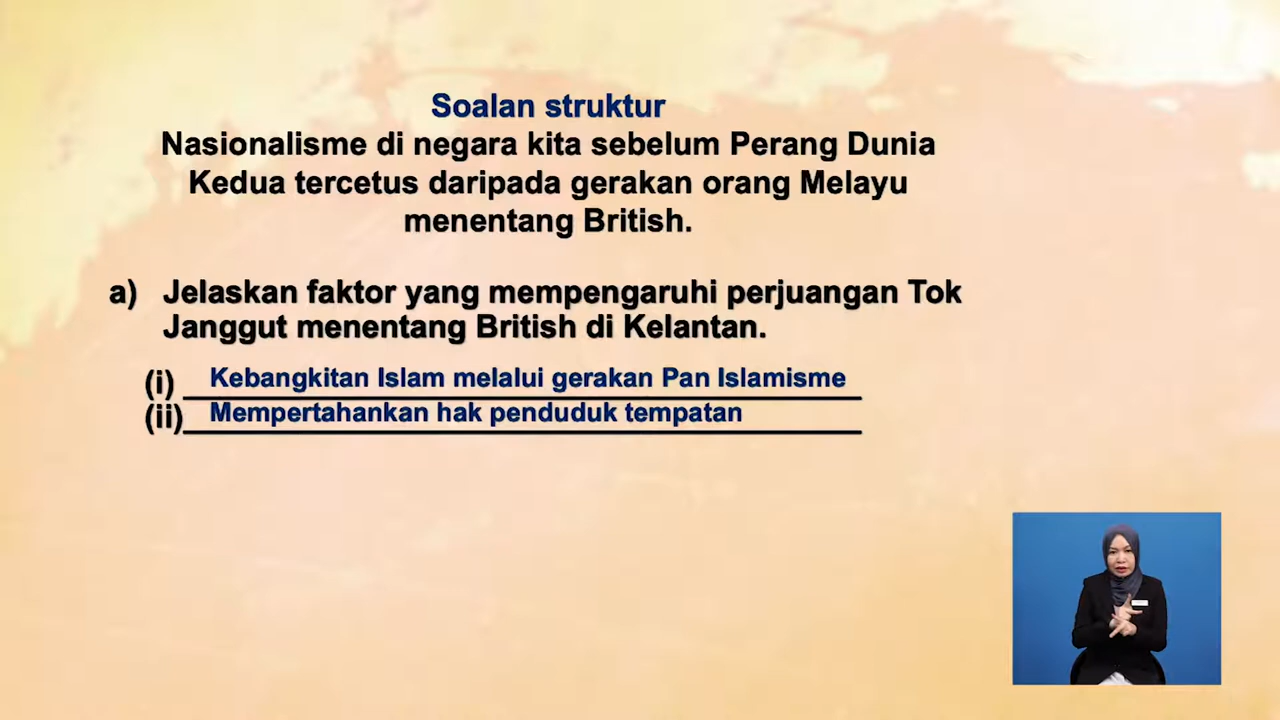 Soalan struktur
Nasionalisme di negara kita sebelum Perang Dunia
Kedua tercetus daripada gerakan orang Melayu
menentang British.
a) Jelaskan faktor yang mempengaruhi perjuangan Tok
Janggut menentang British di Kelantan.
(i) Kebangkitan Islam melalui gerakan Pan Islamisme
(ii) Mempertahankan hak penduduk tempatan